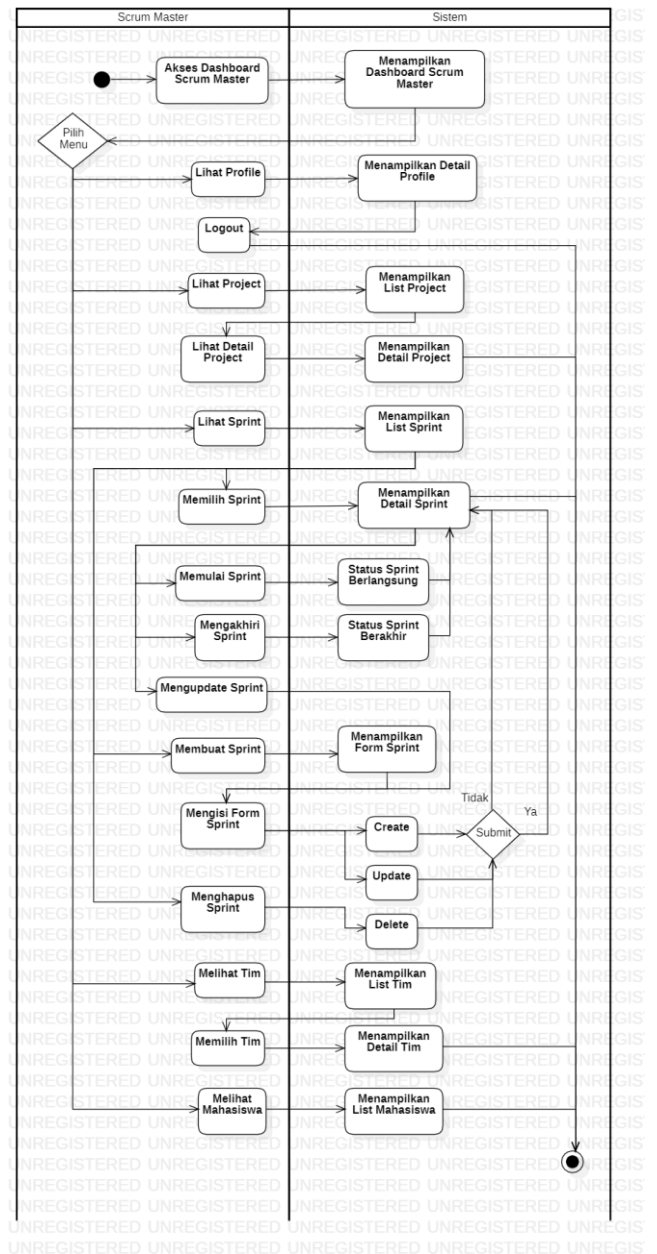 Scrum Master
Sistem
Akses Dashboard
Scrum Master
Menampilkan
Dashboard Scrum
Master
Pilih
Menu
Lihat Profile
Menampilkan Detail
Profile
Logout
Lihat Project
Menampilkan
List Project
Lihat Detail
Project
Menampilkan
Detail Project
Lihat Sprint
Menampilkan
List Sprint
Memilih Sprint
Menampilkan
Detail Sprint
Memulai Sprint
Status Sprint
Berlangsung
Mengakhiri
Sprint
Status Sprint
Berakhir
Mengupdate Sprint
Membuat Sprint
Menampilkan
Form Sprint
Mengisi Form
Sprint
Create
Tidak
Submit
Ya
Update
Menghapus
Sprint
Delete
Melihat Tim
Menampilkan
List Tim
Memilih Tim
Menampilkan
Detail Tim
Melihat
Mahasiswa
Menampilkan
List Mahasiswa
UNREGISTERED